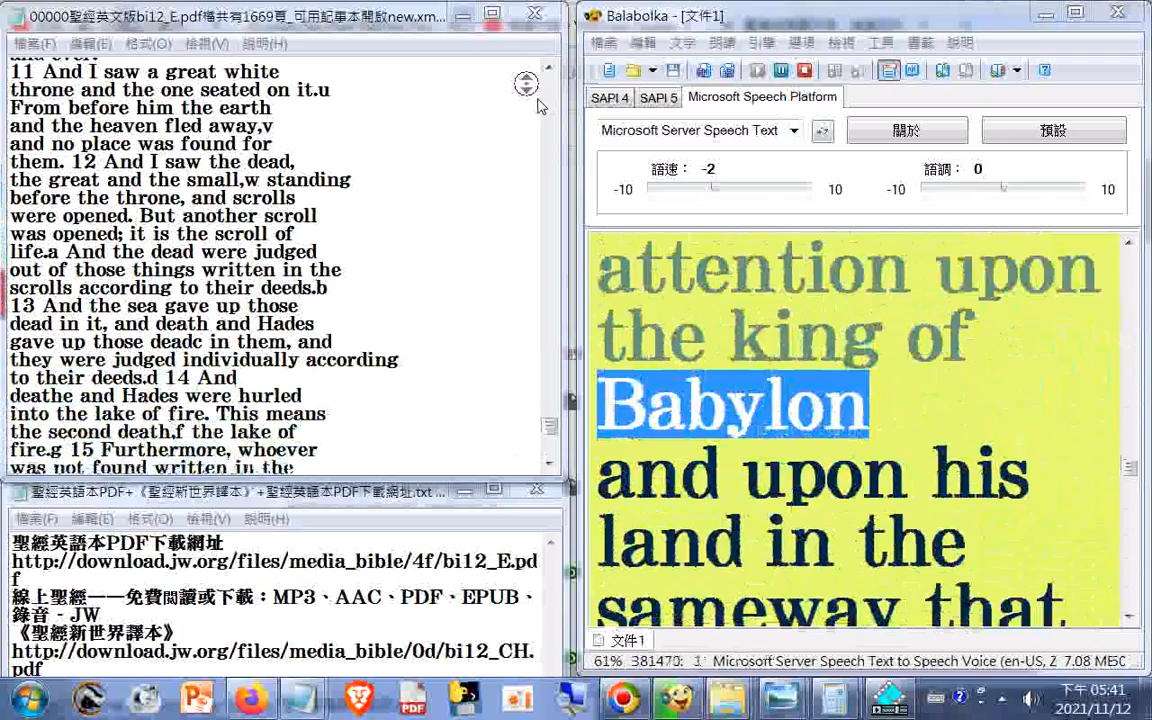 00000聖經英文版bi12_E.pdf檔共有1669頁_可用記事本開啟new.xm...
檔案(F) 編輯(E) 格式(O) 檢視(V) 說明(H)
and ever.
11 And I saw a great white
throne and the one seated on it.u
From before him the earth
and the heaven fled away,v
and no place was found for
them. 12 And I saw the dead,
the great and the small,w standing
before the throne, and scrolls
were opened. But another scroll
was opened; it is the scroll of
life.a And the dead were judged
out of those things written in the
scrolls according to their deeds.b
13 And the sea gave up those
dead in it, and death and Hades
gave up those deadc in them, and
they were judged individually according
to their deeds.d 14 And
deathe and Hades were hurled
into the lake of fire. This means
the second death,f the lake of
fire.g 15 Furthermore, whoever
was not found written in the
聖經英語本PDF+《聖經新世界譯本》+聖經英語本PDF下載網址.txt ...
檔案(F) 編輯(E) 格式(O) 檢視(V) 說明(H)
聖經英語本PDF下載網址
http://download.jw.org/files/media_bible/4f/bi12_E.pd
f
線上聖經——免費閱讀或下載：MP3、AAC、PDF、EPUB、
錄音 - JW
《聖經新世界譯本》
http://download.jw.org/files/media_bible/0d/bi12_CH.
pdf
Balabolka - [文件1]
檔案 編輯 文字 朗讀 引擎 選項 檢視 工具 書籤 說明
SAPI 4 SAPI 5 Microsoft Speech Platform
Microsoft Server Speech Text 關於 預設
語速： -2 語調： 0
-10 10 -10 10
attention upon
the king of
Babylon
and upon his
land in the
sameway that
文件1
61% 381470: 1 Microsoft Server Speech Text to Speech Voice (en-US, Z 7.08 ME50
下午 05:41
2021/11/12